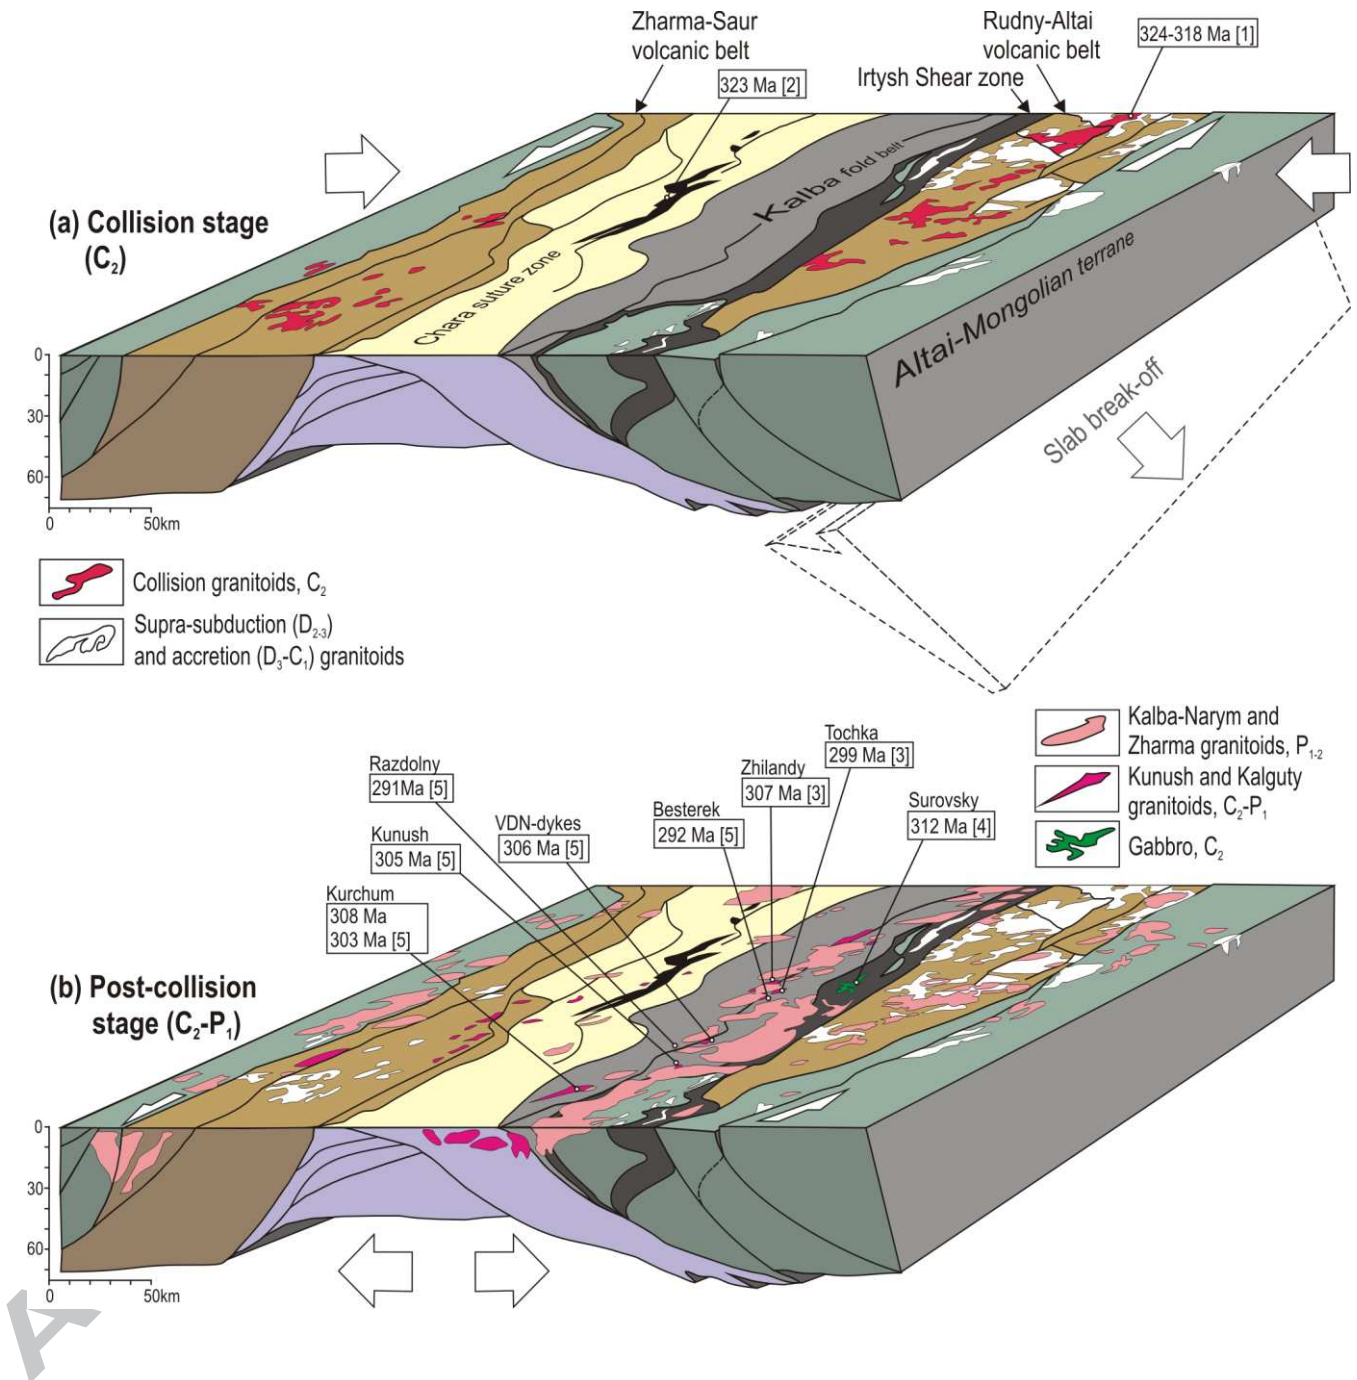 Zharma-Saur
volcanic belt
323 Ma [2]
Rudny-Altai
volcanic belt
324-318 Ma [1]
Irtysh Shear zone
(a) Collision stage
(C₂)
Chara suture zone
Kalba fold belt
Altai-Mongolian terrane
Slab break-off
0
30
60
0 50km
Collision granitoids, C₂
Supra-subduction (D₂₋₃)
and accretion (D₃-C₁) granitoids
Kalba-Narym and
Zharma granitoids, P₁₋₂
Kunush and Kalguty
granitoids, C₂-P₁
Gabbro, C₂
Razdolny
291Ma [5]
Kunush
305 Ma [5]
Kurchum
308 Ma
303 Ma [5]
VDN-dykes
306 Ma [5]
Besterek
292 Ma [5]
Zhilandy
307 Ma [3]
Tochka
299 Ma [3]
Surovsky
312 Ma [4]
(b) Post-collision
stage (C₂-P₁)
0
30
60
0 50km
A